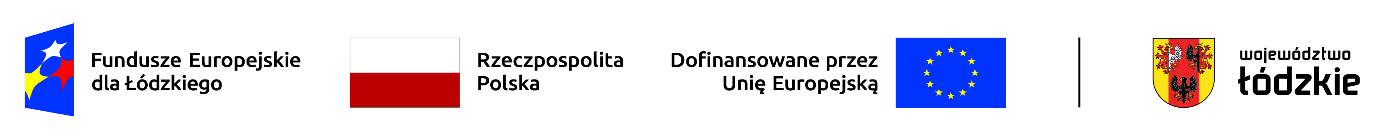 Fundusze Europejskie
dla Łódzkiego
Rzeczpospolita
Polska
Dofinansowane przez
Unię Europejską
województwo
łódzkie